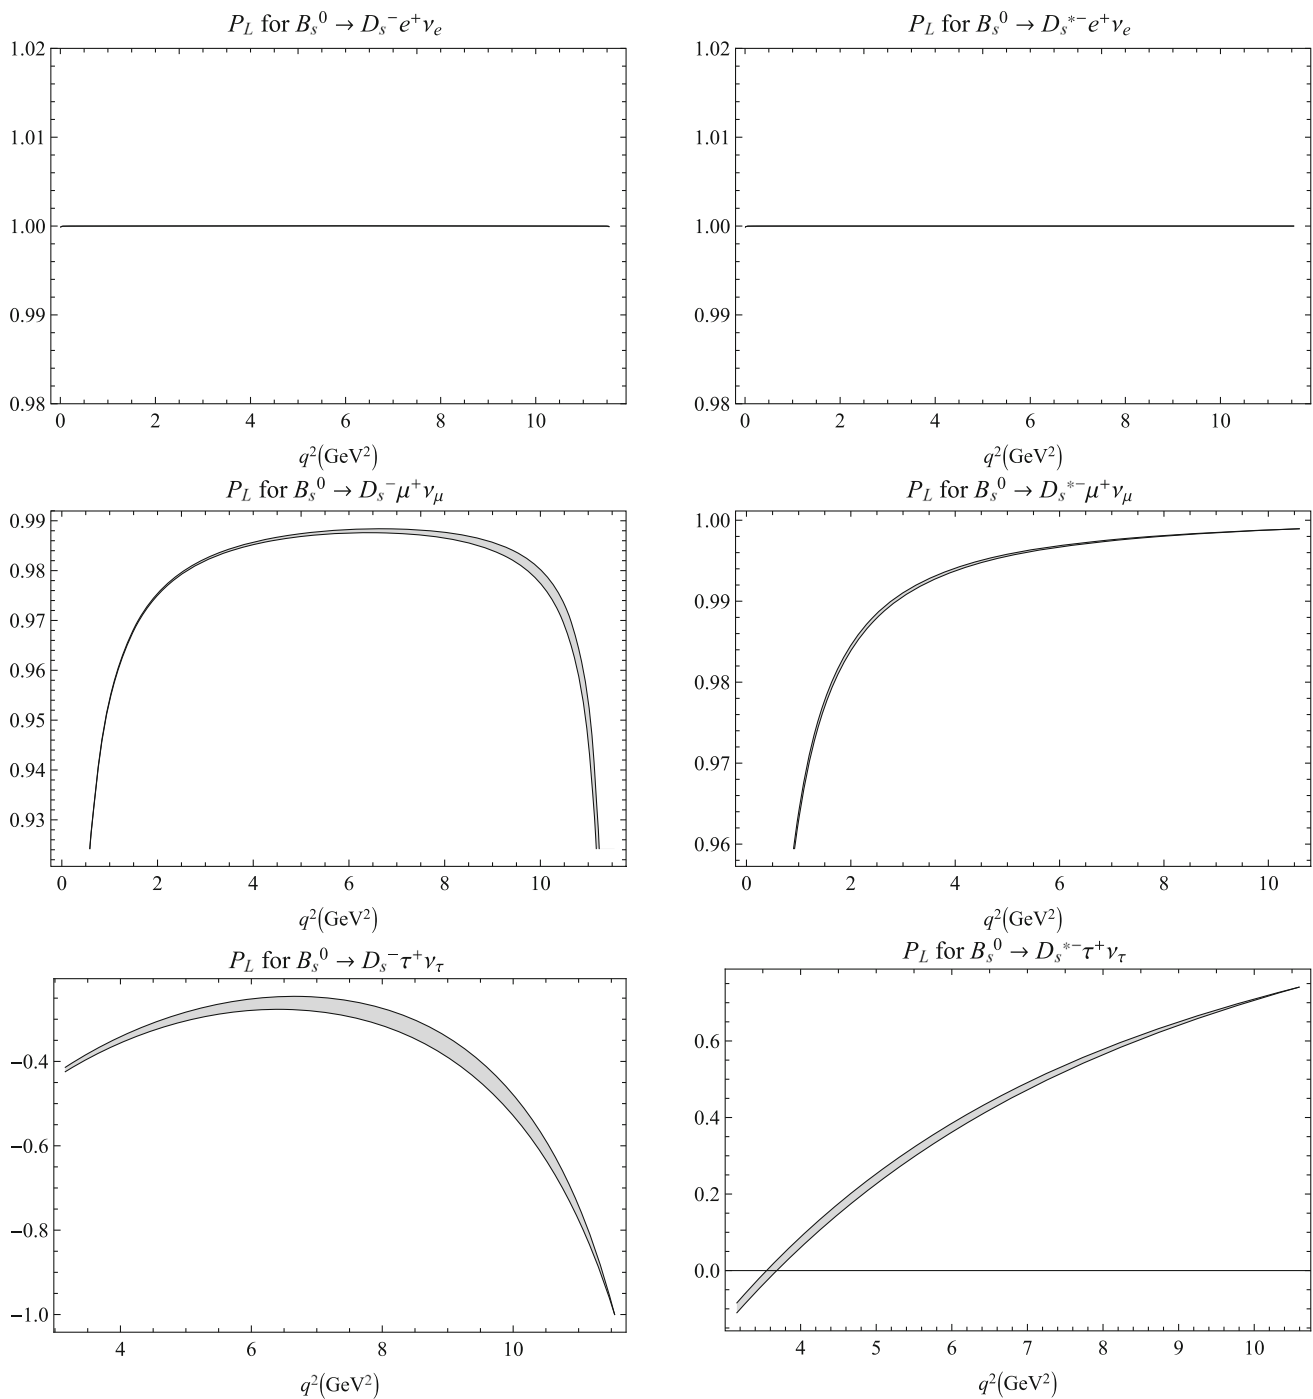 P_L for B_s^0 → D_s^- e^+ ν_e
1.02
1.01
1.00
0.99
0.98
0 2 4 6 8 10
q^2(GeV^2)
P_L for B_s^0 → D_s^{*-} e^+ ν_e
1.02
1.01
1.00
0.99
0.98
0 2 4 6 8 10
q^2(GeV^2)
P_L for B_s^0 → D_s^- μ^+ ν_μ
0.99
0.98
0.97
0.96
0.95
0.94
0.93
0 2 4 6 8 10
q^2(GeV^2)
P_L for B_s^0 → D_s^{*-} μ^+ ν_μ
1.00
0.99
0.98
0.97
0.96
0 2 4 6 8 10
q^2(GeV^2)
P_L for B_s^0 → D_s^- τ^+ ν_τ
−0.4
−0.6
−0.8
−1.0
4 6 8 10
q^2(GeV^2)
P_L for B_s^0 → D_s^{*-} τ^+ ν_τ
0.6
0.4
0.2
0.0
4 5 6 7 8 9 10
q^2(GeV^2)